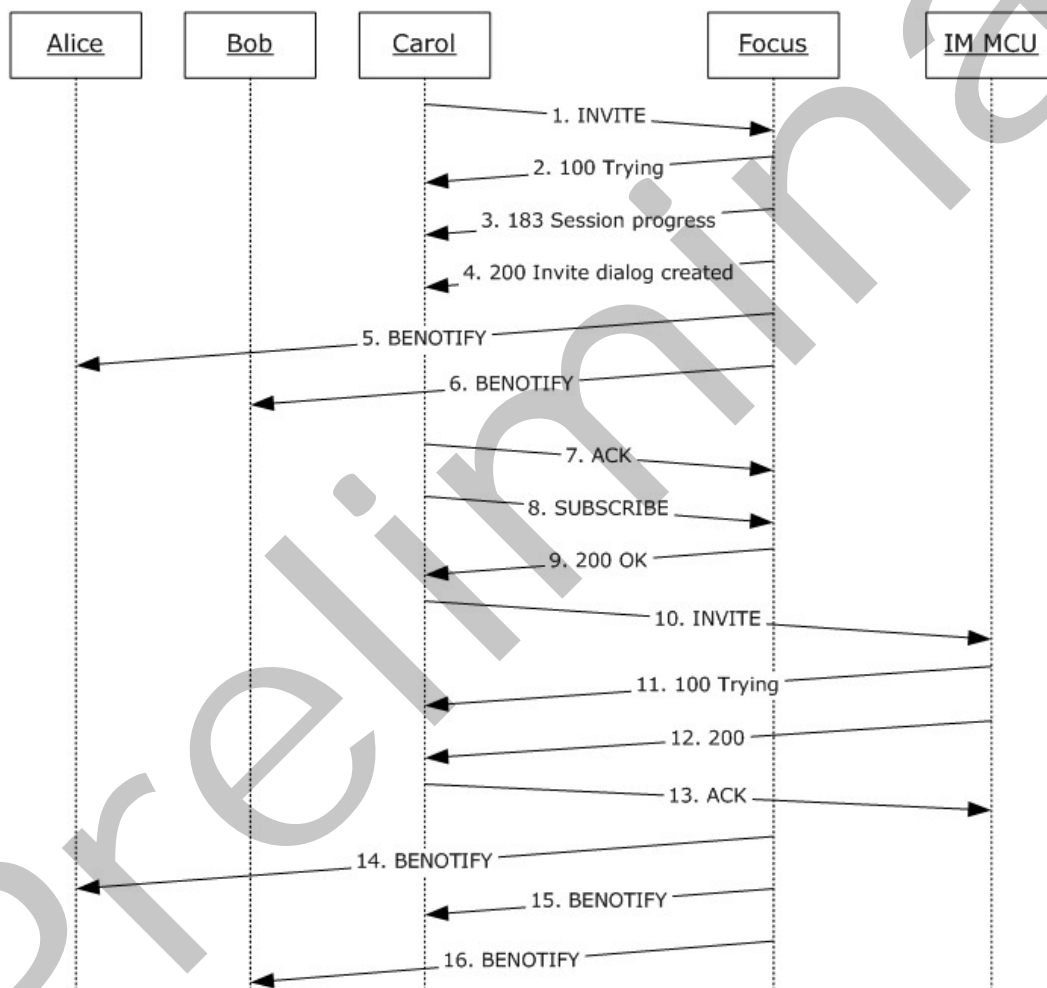 Alice Bob Carol Focus IM MCU
1. INVITE
2. 100 Trying
3. 183 Session progress
4. 200 Invite dialog created
5. BENOTIFY
6. BENOTIFY
7. ACK
8. SUBSCRIBE
9. 200 OK
10. INVITE
11. 100 Trying
12. 200
13. ACK
14. BENOTIFY
15. BENOTIFY
16. BENOTIFY
Prelimina